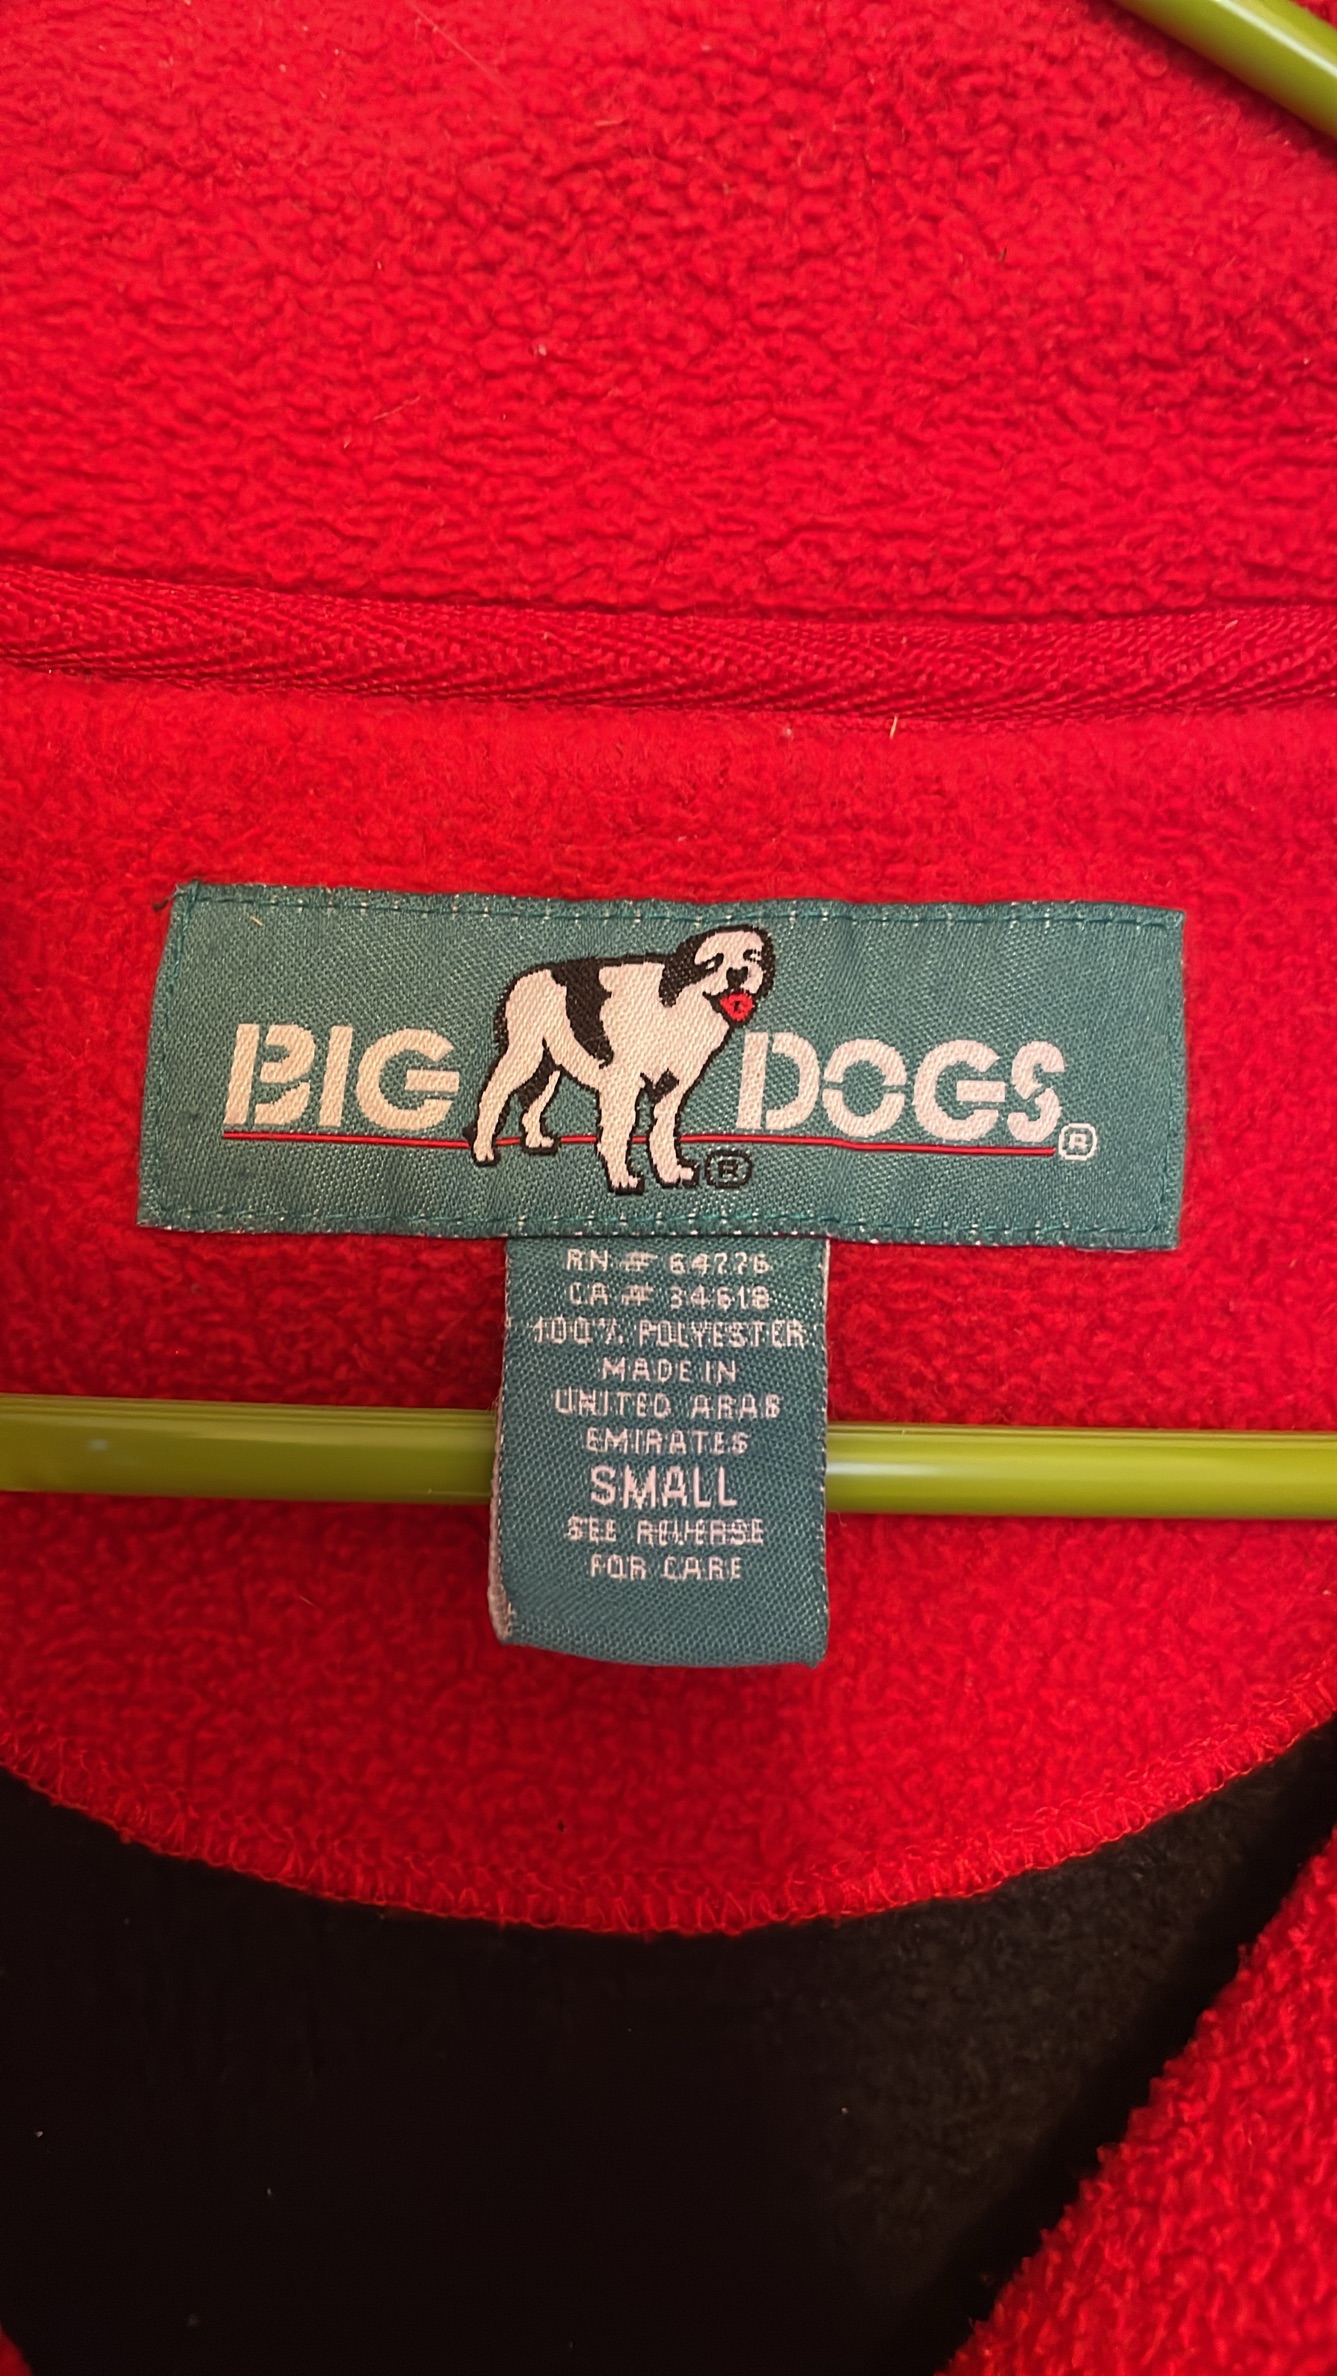 BIG DOGS®
®
RN # 64776
CA # 34618
100% POLYESTER
MADE IN
UNITED ARAB
EMIRATES
SMALL
SEE REVERSE
FOR CARE